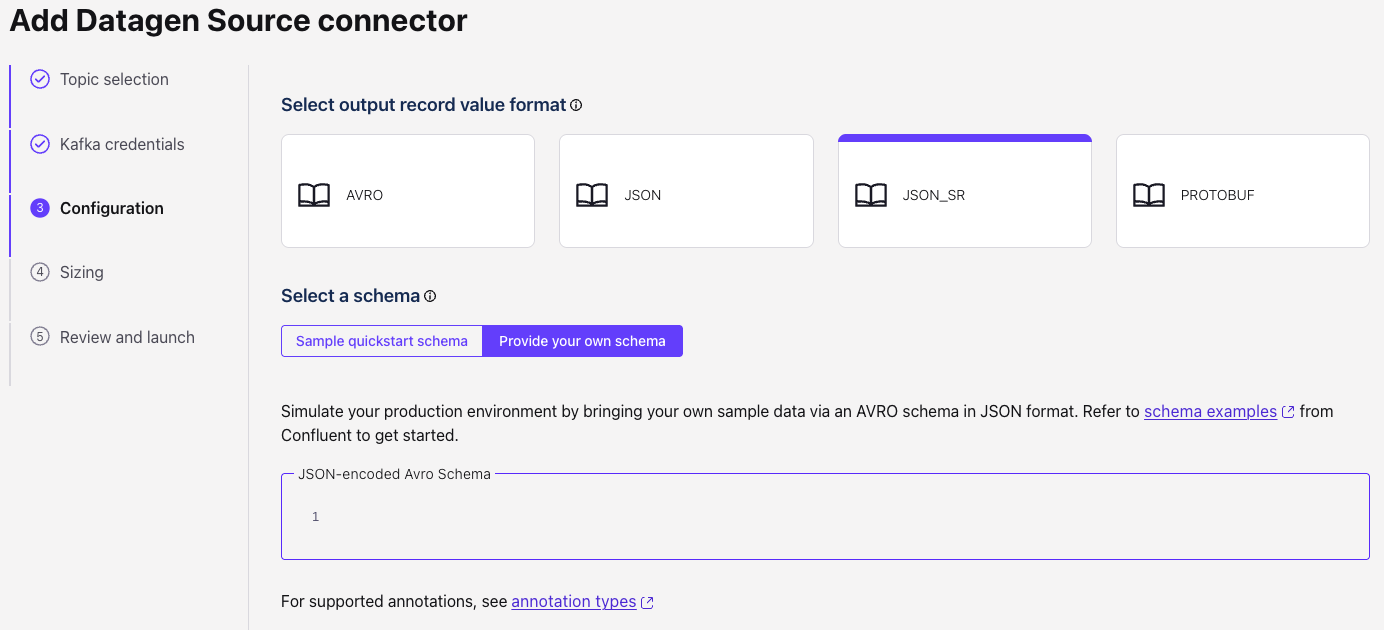 Add Datagen Source connector
Topic selection
Kafka credentials
3 Configuration
4 Sizing
5 Review and launch
Select output record value format
AVRO
JSON
JSON_SR
PROTOBUF
Select a schema
Sample quickstart schema
Provide your own schema
Simulate your production environment by bringing your own sample data via an AVRO schema in JSON format. Refer to schema examples from
Confluent to get started.
JSON-encoded Avro Schema
1
For supported annotations, see annotation types